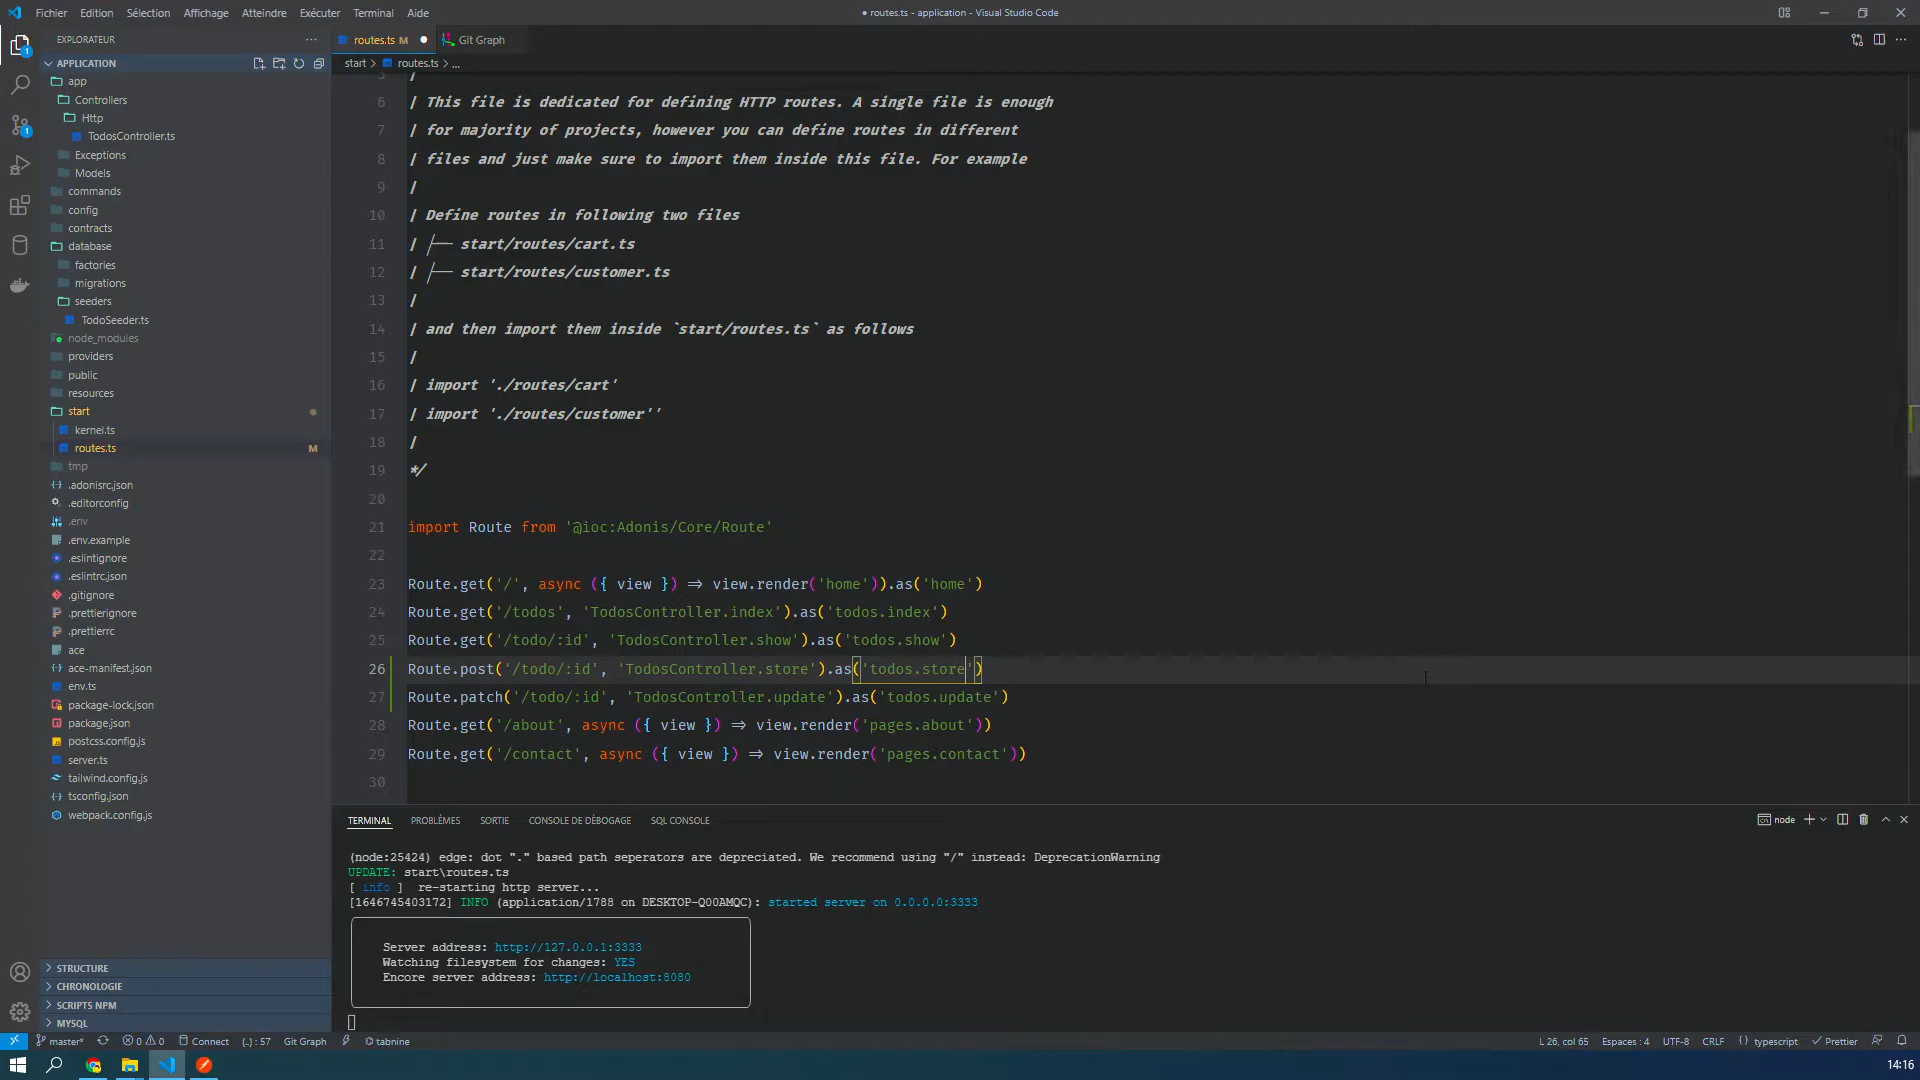 Fichier Edition Sélection Affichage Atteindre Exécuter Terminal Aide
● routes.ts - application - Visual Studio Code
EXPLORATEUR
APPLICATION
app
Controllers
Http
TodosController.ts
Exceptions
Models
commands
config
contracts
database
factories
migrations
seeders
TodoSeeder.ts
node_modules
providers
public
resources
start
kernel.ts
routes.ts M
tmp
.adonisrc.json
.editorconfig
.env
.env.example
.eslintignore
.eslintrc.json
.gitignore
.prettierignore
.prettierrc
ace
ace-manifest.json
env.ts
package-lock.json
package.json
postcss.config.js
server.ts
tailwind.config.js
tsconfig.json
webpack.config.js
STRUCTURE
CHRONOLOGIE
SCRIPTS NPM
MYSQL
routes.ts M ● Git Graph
start > routes.ts > ...
5 |
6 | This file is dedicated for defining HTTP routes. A single file is enough
7 | for majority of projects, however you can define routes in different
8 | files and just make sure to import them inside this file. For example
9 |
10 | Define routes in following two files
11 | ├── start/routes/cart.ts
12 | ├── start/routes/customer.ts
13 |
14 | and then import them inside `start/routes.ts` as follows
15 |
16 | import './routes/cart'
17 | import './routes/customer''
18 |
19 */
20
21 import Route from '@ioc:Adonis/Core/Route'
22
23 Route.get('/', async ({ view }) => view.render('home')).as('home')
24 Route.get('/todos', 'TodosController.index').as('todos.index')
25 Route.get('/todo/:id', 'TodosController.show').as('todos.show')
26 Route.post('/todo/:id', 'TodosController.store').as('todos.store')
27 Route.patch('/todo/:id', 'TodosController.update').as('todos.update')
28 Route.get('/about', async ({ view }) => view.render('pages.about'))
29 Route.get('/contact', async ({ view }) => view.render('pages.contact'))
30
TERMINAL PROBLÈMES SORTIE CONSOLE DE DÉBOGAGE SQL CONSOLE
node
(node:25424) edge: dot "." based path seperators are depreciated. We recommend using "/" instead: DeprecationWarning
UPDATE: start\routes.ts
[ info ]  re-starting http server...
[1646745403172] INFO (application/1788 on DESKTOP-Q00AMQC): started server on 0.0.0.0:3333
Server address: http://127.0.0.1:3333
Watching filesystem for changes: YES
Encore server address: http://localhost:8080
master* 0 0 Connect {..} : 57 Git Graph tabnine
L 26, col 65 Espaces : 4 UTF-8 CRLF {} typescript Prettier
14:16